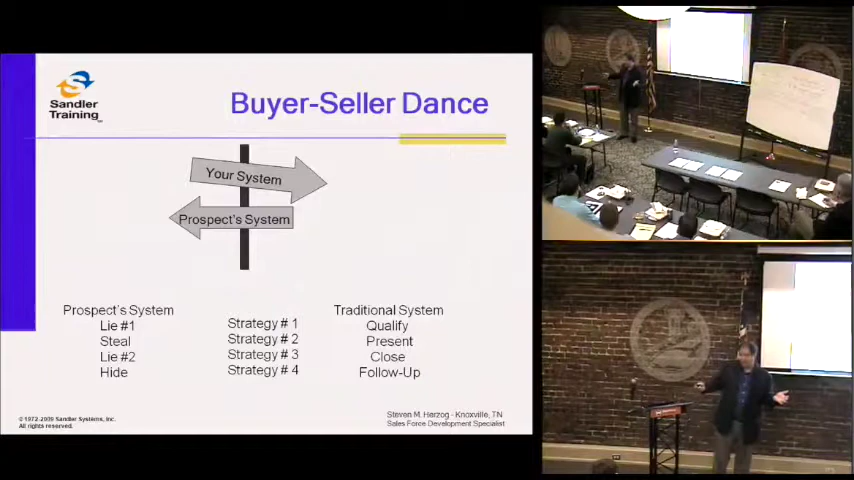 Sandler
Training
Buyer-Seller Dance
Your System
Prospect's System
Prospect's System
Lie #1
Steal
Lie #2
Hide
Strategy # 1
Strategy # 2
Strategy # 3
Strategy # 4
Traditional System
Qualify
Present
Close
Follow-Up
© 1972-2009 Sandler Systems, Inc.
All rights reserved.
Steven M. Herzog - Knoxville, TN
Sales Force Development Specialist